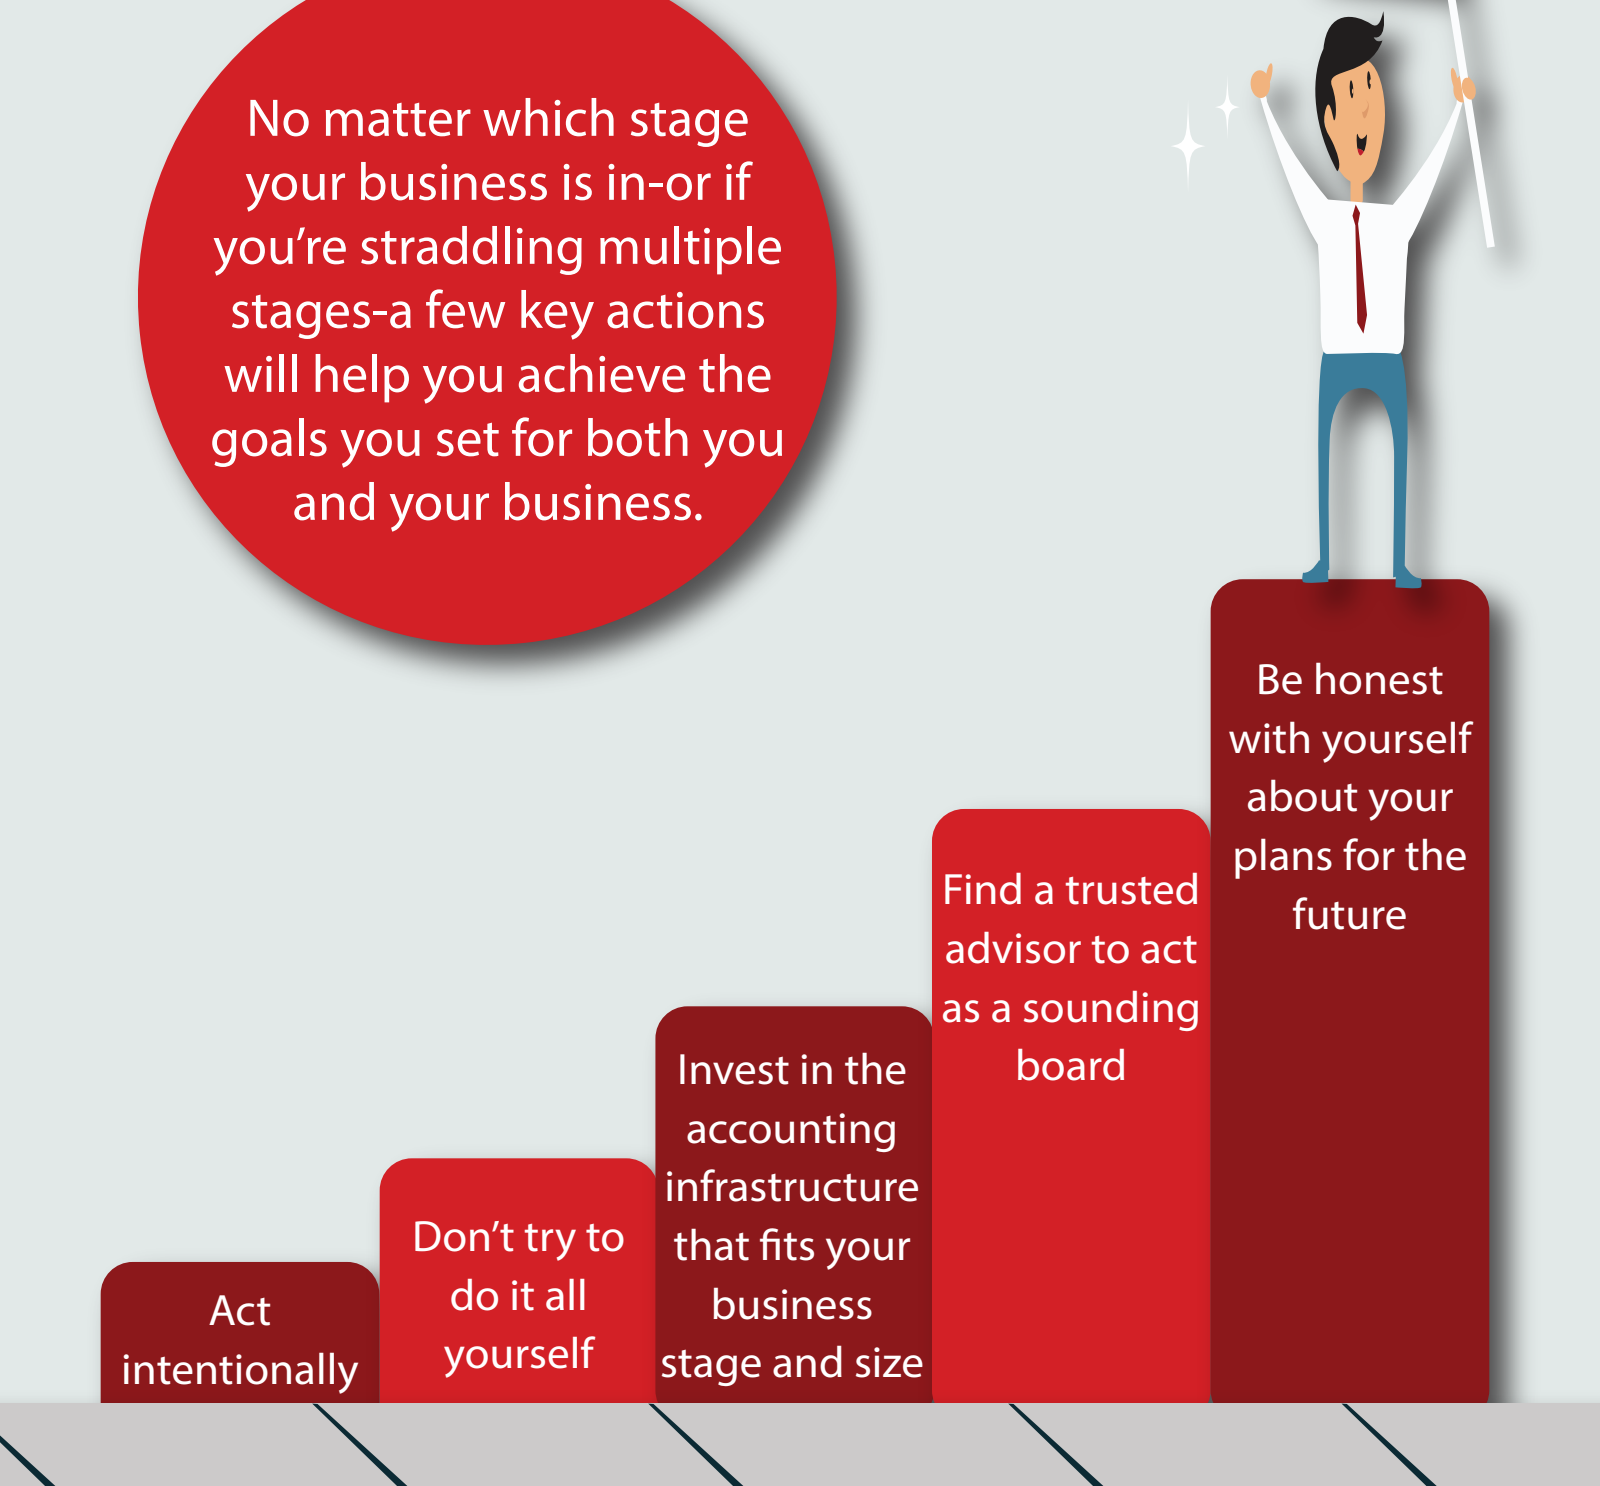 No matter which stage
your business is in-or if
you’re straddling multiple
stages-a few key actions
will help you achieve the
goals you set for both you
and your business.
Act
intentionally
Don’t try to
do it all
yourself
Invest in the
accounting
infrastructure
that fits your
business
stage and size
Find a trusted
advisor to act
as a sounding
board
Be honest
with yourself
about your
plans for the
future